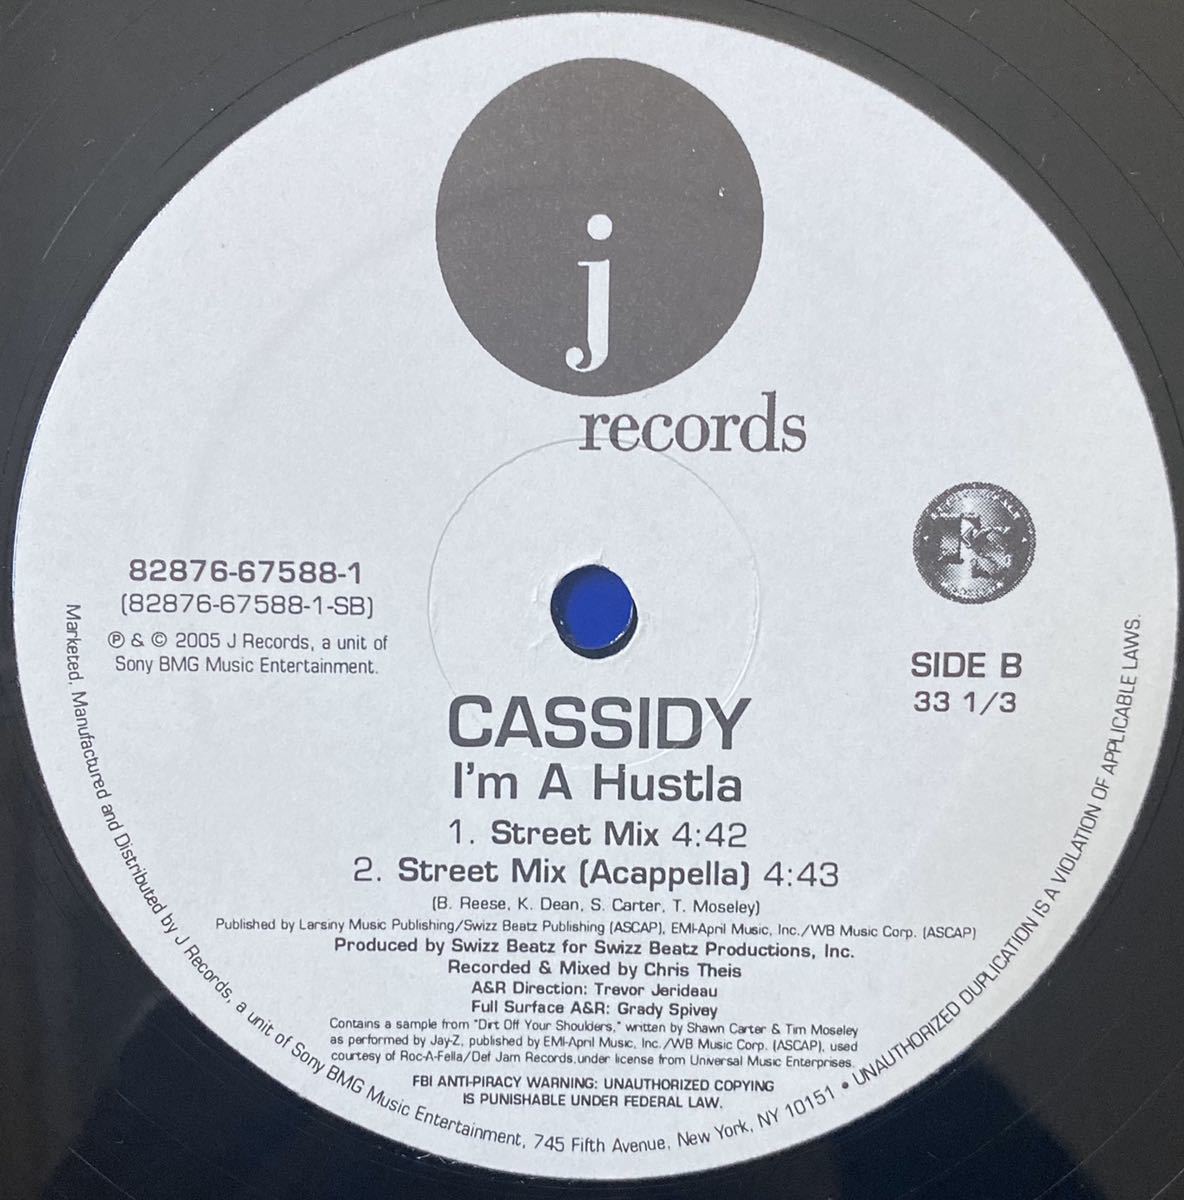 j
records
82876-67588-1
(82876-67588-1-SB)
℗ & © 2005 J Records, a unit of
Sony BMG Music Entertainment.
SIDE B
33 1/3
CASSIDY
I'm A Hustla
1. Street Mix 4:42
2. Street Mix (Acappella) 4:43
(B. Reese, K. Dean, S. Carter, T. Moseley)
Published by Larsiny Music Publishing/Swizz Beatz Publishing (ASCAP), EMI-April Music, Inc./WB Music Corp. (ASCAP)
Produced by Swizz Beatz for Swizz Beatz Productions, Inc.
Recorded & Mixed by Chris Theis
A&R Direction: Trevor Jerideau
Full Surface A&R: Grady Spivey
Contains a sample from "Dirt Off Your Shoulders," written by Shawn Carter & Tim Moseley
as performed by Jay-Z, published by EMI-April Music, Inc./WB Music Corp. (ASCAP), used
courtesy of Roc-A-Fella/Def Jam Records,under license from Universal Music Enterprises.
FBI ANTI-PIRACY WARNING: UNAUTHORIZED COPYING
IS PUNISHABLE UNDER FEDERAL LAW.
Marketed, Manufactured and Distributed by J Records, a unit of Sony BMG Music Entertainment, 745 Fifth Avenue, New York, NY 10151 • UNAUTHORIZED DUPLICATION IS A VIOLATION OF APPLICABLE LAWS.